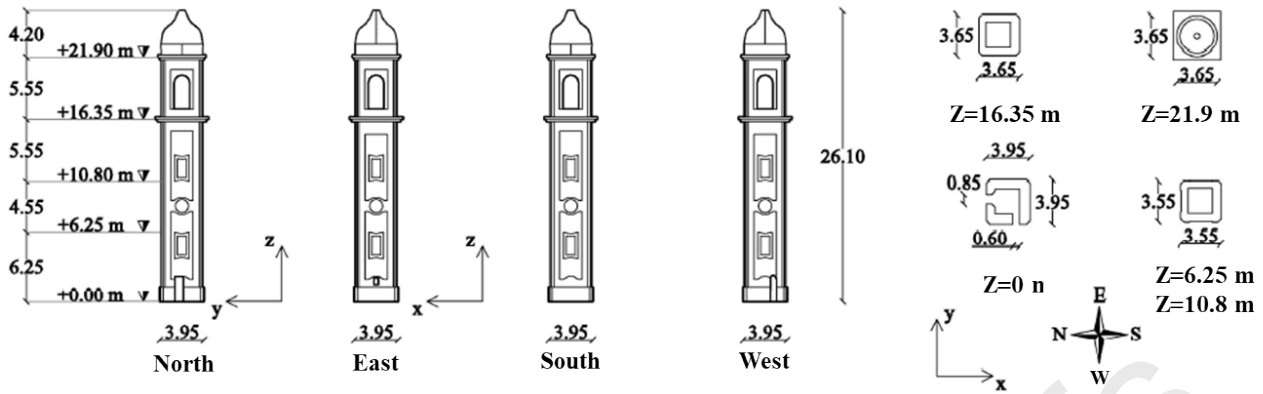 4.20
+21.90 m
5.55
+16.35 m
5.55
+10.80 m
4.55
+6.25 m
6.25
+0.00 m
z
y
3.95
North
x
3.95
East
z
3.95
South
3.95
West
26.10
3.65
3.65
Z=16.35 m
3.65
3.65
Z=21.9 m
3.95
0.85
3.95
0.60
Z=0 n
3.55
3.55
Z=6.25 m
Z=10.8 m
y
x
E
N S
W